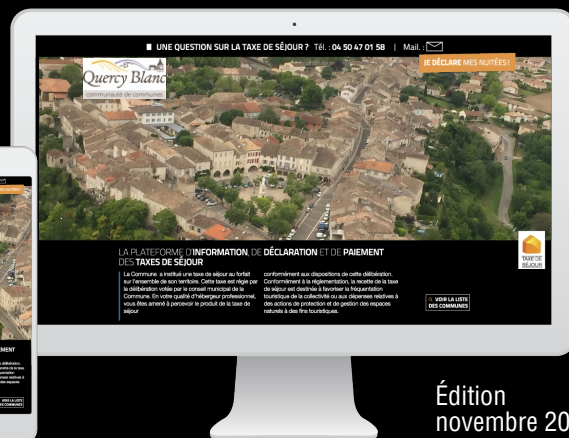 UNE QUESTION SUR LA TAXE DE SÉJOUR ? Tél. : 04 50 47 01 58 | Mail. :
JE DÉCLARE MES NUITÉES !
Quercy Blanc
communauté de communes
LA PLATEFORME D'INFORMATION, DE DÉCLARATION ET DE PAIEMENT
DES TAXES DE SÉJOUR
La Commune a institué une taxe de séjour au forfait
sur l'ensemble de son territoire. Cette taxe est régie par
la délibération votée par le conseil municipal de la
Commune. En votre qualité d'hébergeur professionnel,
vous êtes amené à percevoir le produit de la taxe de
séjour
conformément aux dispositions de cette délibération.
Conformément à la réglementation, la recette de la taxe
de séjour est destinée à favoriser la fréquentation
touristique de la collectivité ou aux dépenses relatives à
des actions de protection et de gestion des espaces
naturels à des fins touristiques.
TAXE DE
SÉJOUR
VOIR LA LISTE
DES COMMUNES
EMENT
VOIR LA LISTE
DES COMMUNES
Édition
novembre 20